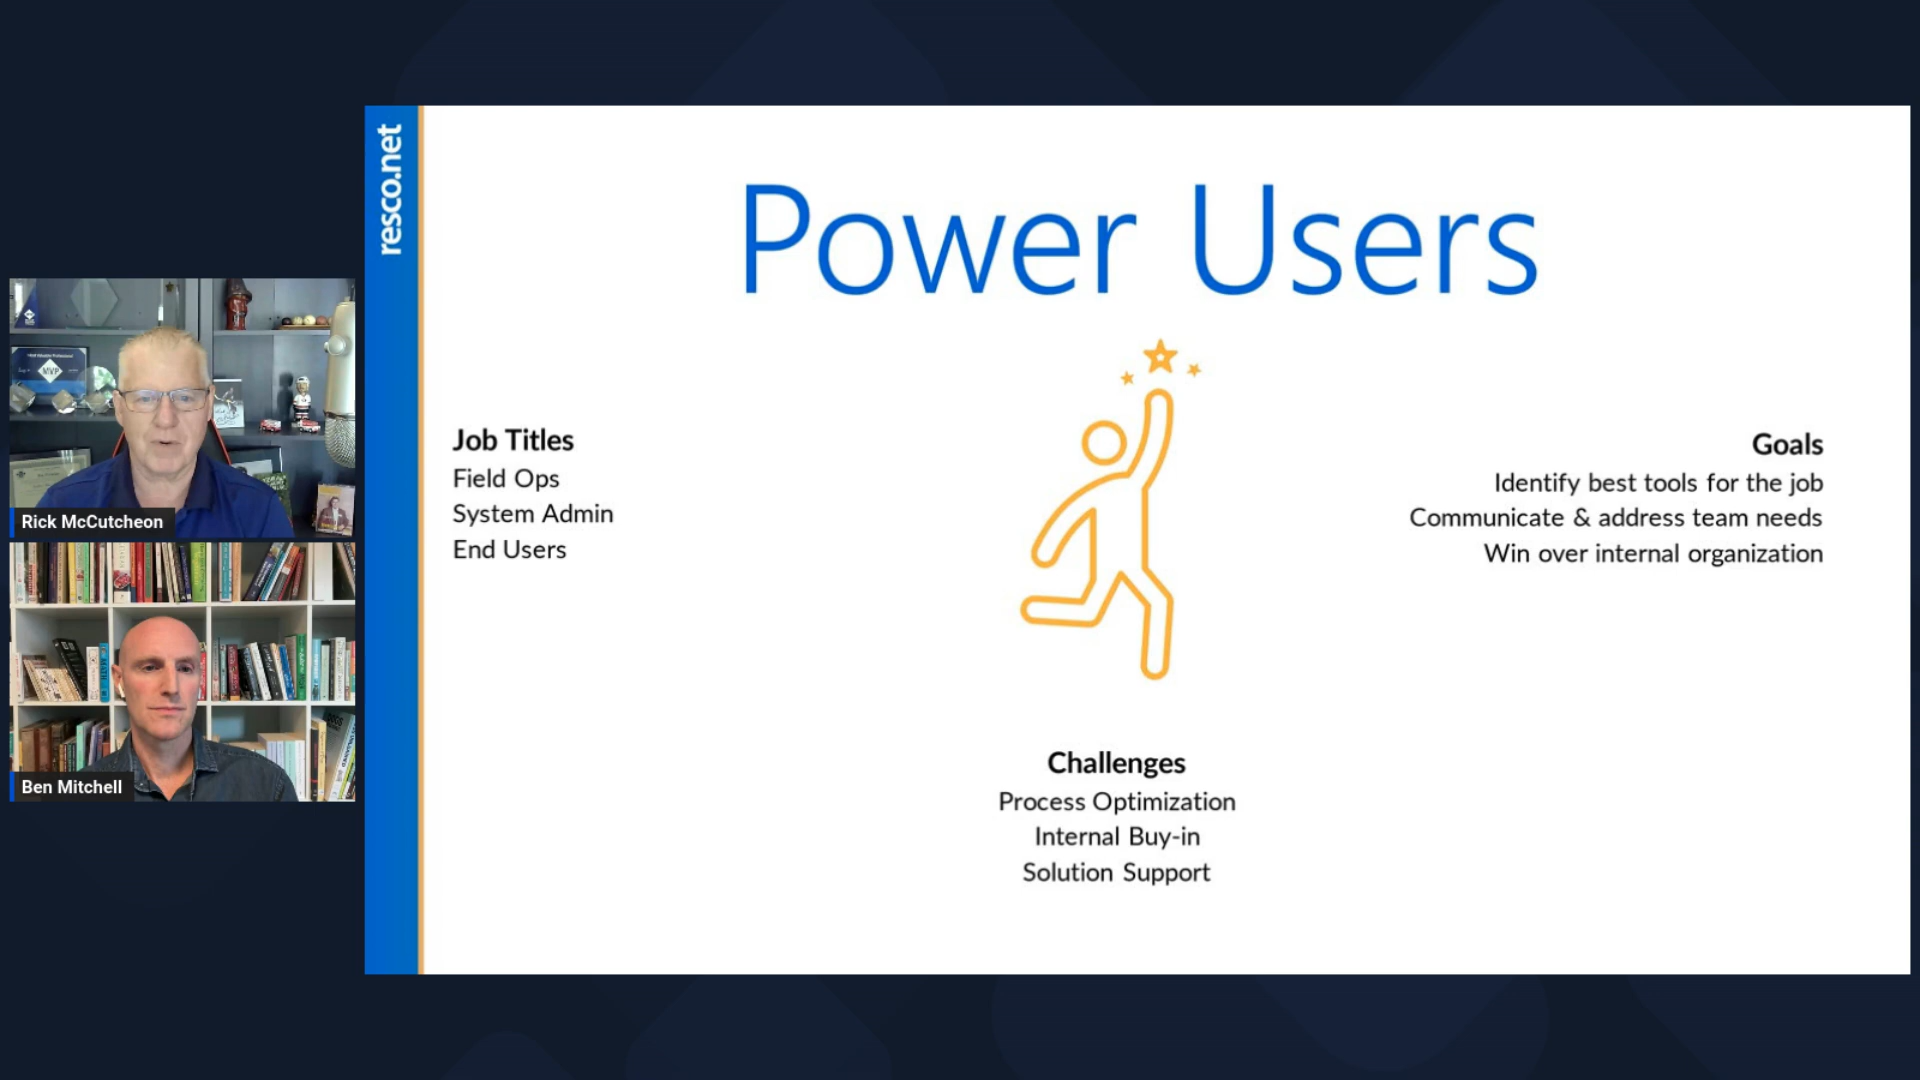 resco.net
Power Users
Job Titles
Field Ops
System Admin
End Users
Goals
Identify best tools for the job
Communicate & address team needs
Win over internal organization
Challenges
Process Optimization
Internal Buy-in
Solution Support
MVP
Rick McCutcheon
Ben Mitchell